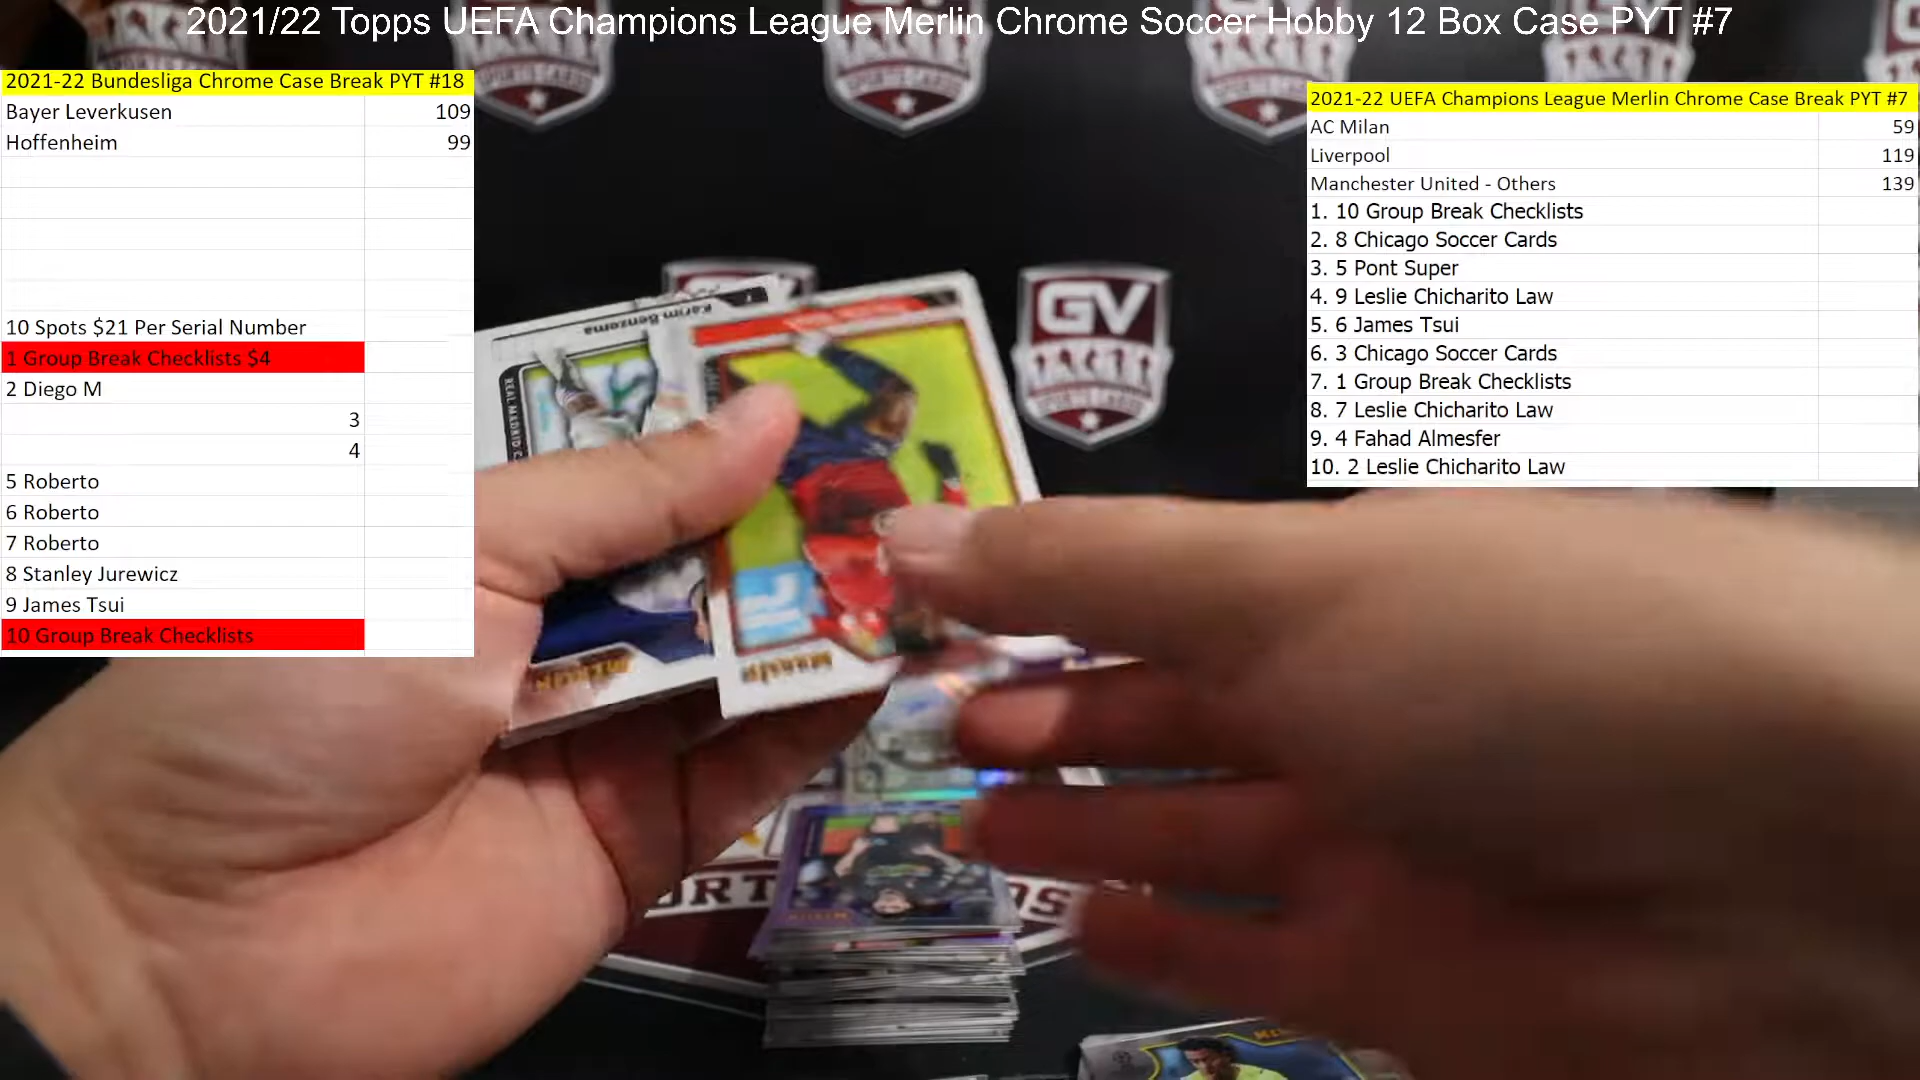 2021/22 Topps UEFA Champions League Merlin Chrome Soccer Hobby 12 Box Case PYT #7
2021-22 Bundesliga Chrome Case Break PYT #18
Bayer Leverkusen 109
Hoffenheim 99
10 Spots $21 Per Serial Number
1 Group Break Checklists $4
2 Diego M
3
4
5 Roberto
6 Roberto
7 Roberto
8 Stanley Jurewicz
9 James Tsui
10 Group Break Checklists
2021-22 UEFA Champions League Merlin Chrome Case Break PYT #7
AC Milan 59
Liverpool 119
Manchester United - Others 139
1. 10 Group Break Checklists
2. 8 Chicago Soccer Cards
3. 5 Pont Super
4. 9 Leslie Chicharito Law
5. 6 James Tsui
6. 3 Chicago Soccer Cards
7. 1 Group Break Checklists
8. 7 Leslie Chicharito Law
9. 4 Fahad Almesfer
10. 2 Leslie Chicharito Law
Karim Benzema
REAL MADRID C
MERLIN
MERLIN
GV
SPORTS CARDS